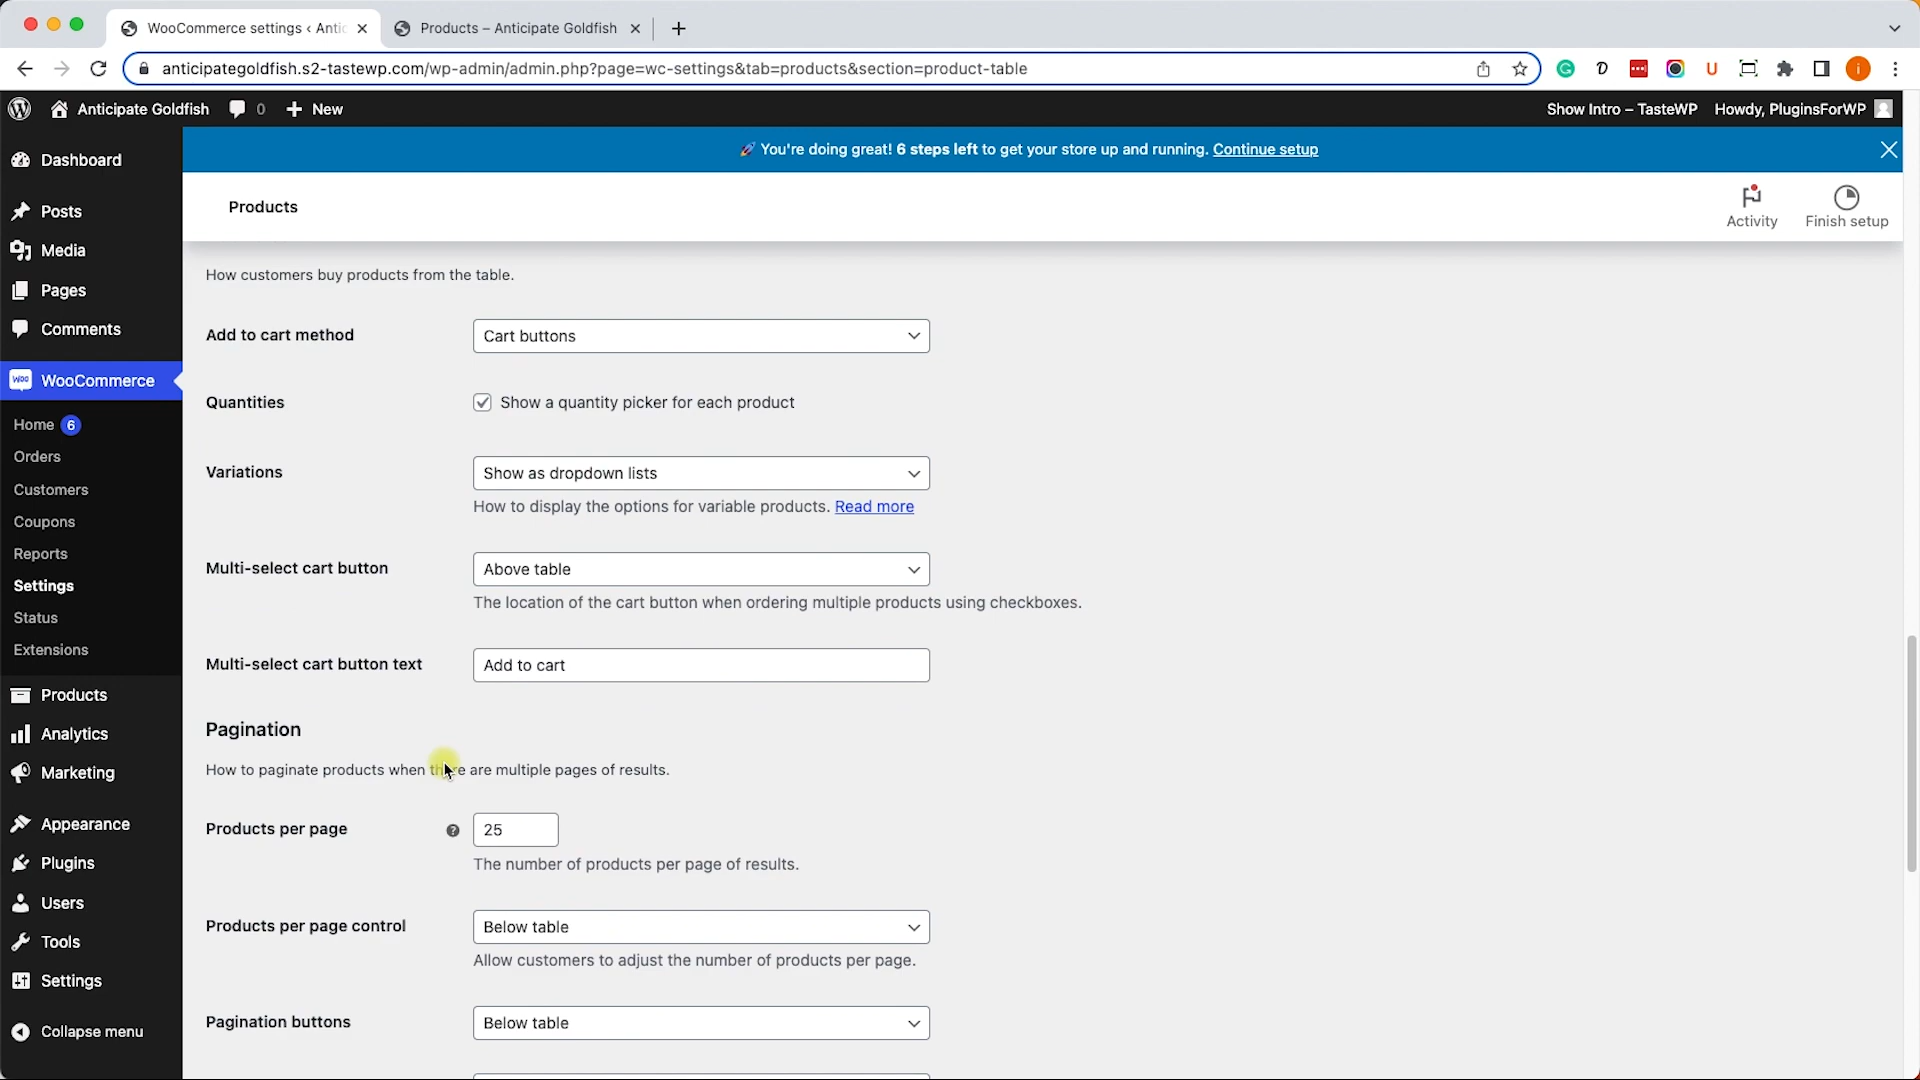 WooCommerce settings ‹ Antic
Products – Anticipate Goldfish
anticipategoldfish.s2-tastewp.com/wp-admin/admin.php?page=wc-settings&tab=products&section=product-table
Anticipate Goldfish
0
New
Show Intro – TasteWP
Howdy, PluginsForWP
🚀 You're doing great! 6 steps left to get your store up and running. Continue setup
Dashboard
Posts
Media
Pages
Comments
WooCommerce
Home 6
Orders
Customers
Coupons
Reports
Settings
Status
Extensions
Products
Analytics
Marketing
Appearance
Plugins
Users
Tools
Settings
Collapse menu
Products
Activity
Finish setup
How customers buy products from the table.
Add to cart method
Cart buttons
Quantities
Show a quantity picker for each product
Variations
Show as dropdown lists
How to display the options for variable products. Read more
Multi-select cart button
Above table
The location of the cart button when ordering multiple products using checkboxes.
Multi-select cart button text
Add to cart
Pagination
How to paginate products when there are multiple pages of results.
Products per page
25
The number of products per page of results.
Products per page control
Below table
Allow customers to adjust the number of products per page.
Pagination buttons
Below table